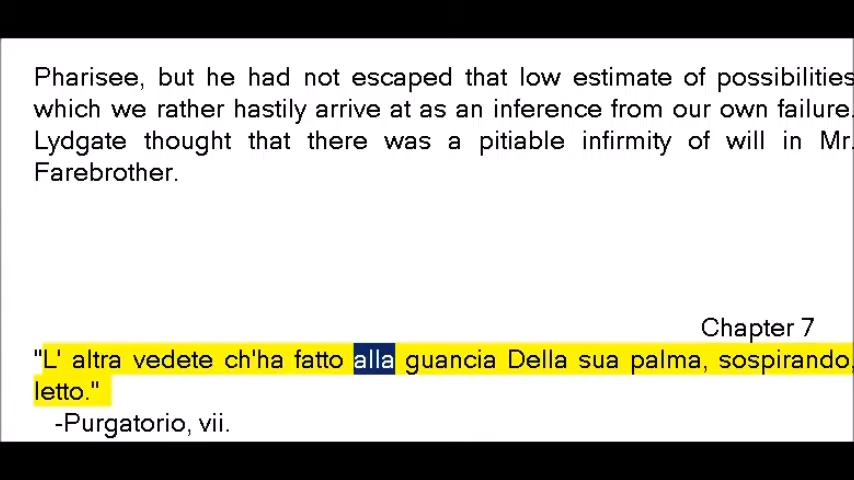 Pharisee, but he had not escaped that low estimate of possibilities
which we rather hastily arrive at as an inference from our own failure.
Lydgate thought that there was a pitiable infirmity of will in Mr.
Farebrother.
Chapter 7
"L' altra vedete ch'ha fatto alla guancia Della sua palma, sospirando,
letto."
-Purgatorio, vii.